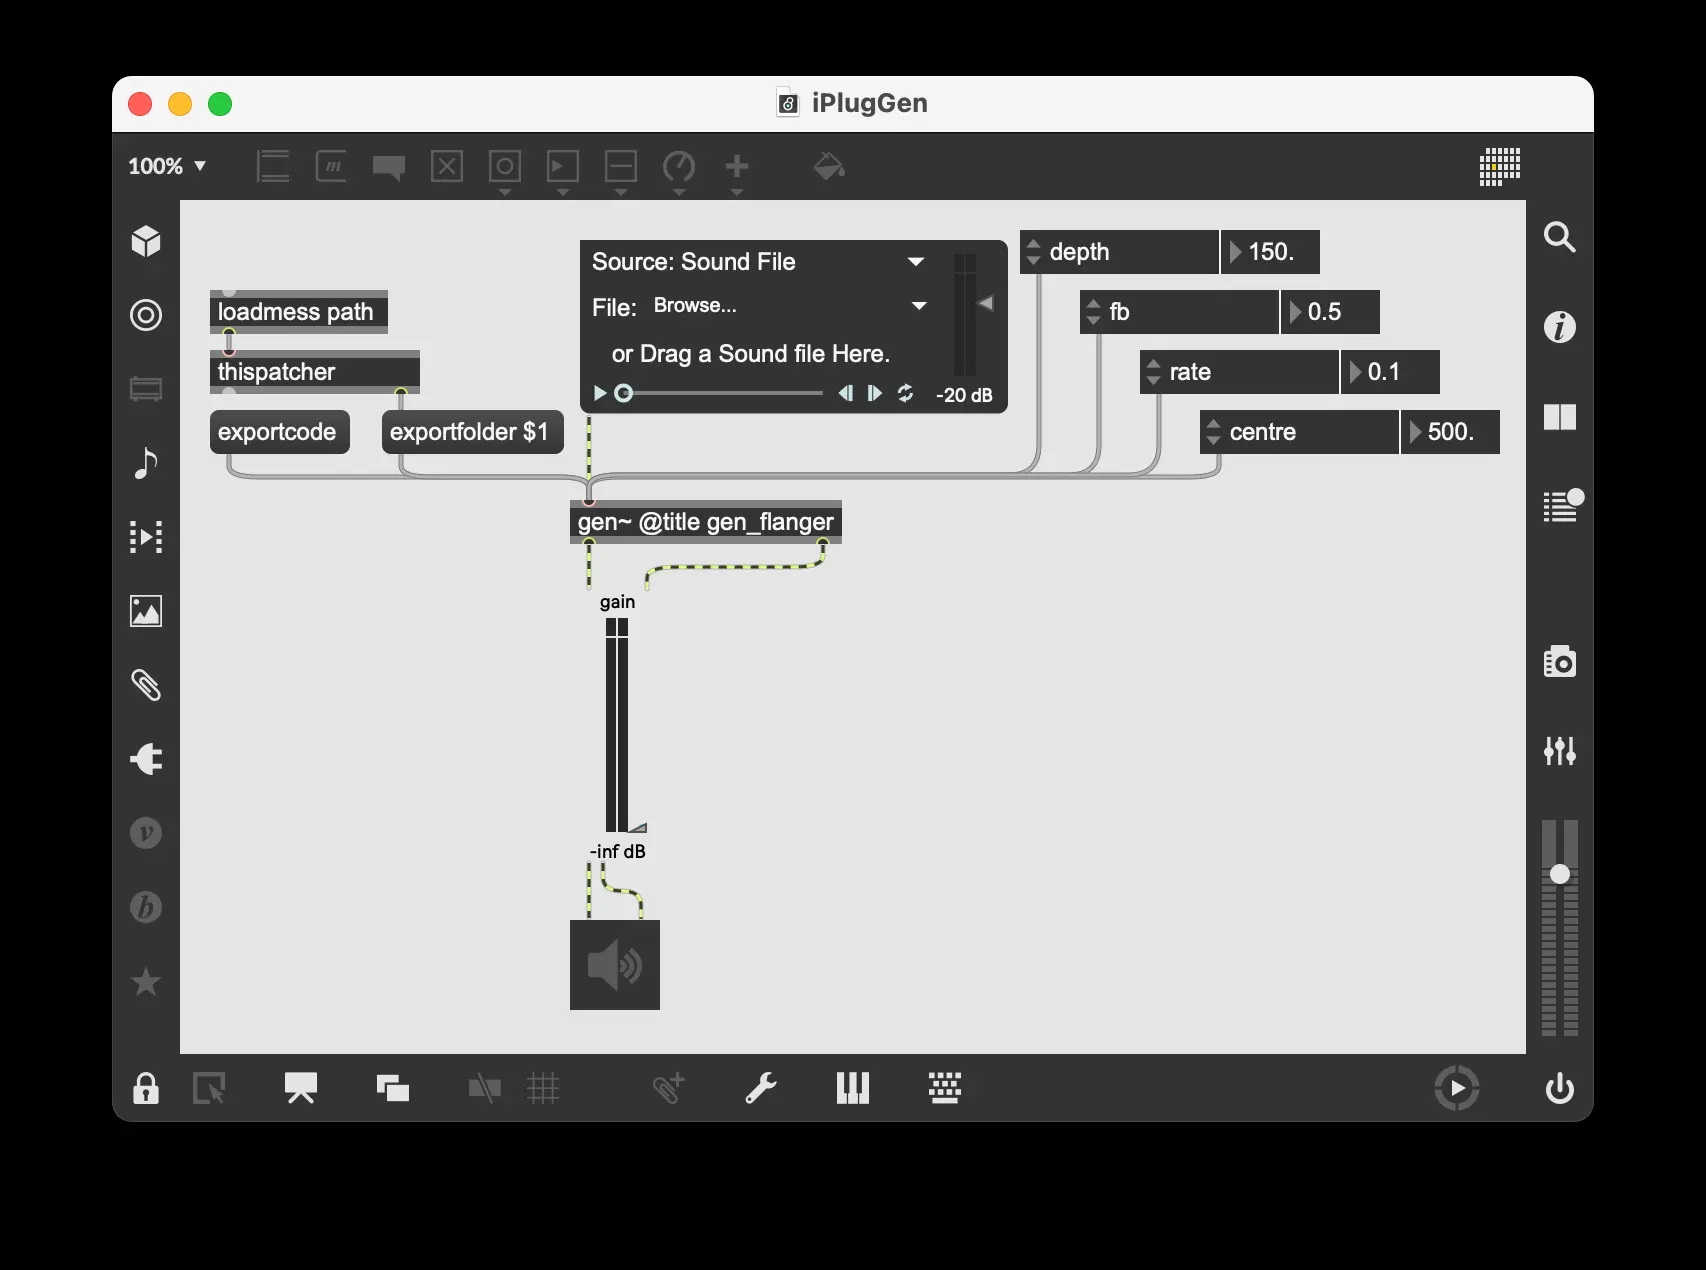 iPlugGen
100%
m
loadmess path
thispatcher
exportcode
exportfolder $1
Source: Sound File
File: Browse...
or Drag a Sound file Here.
-20 dB
depth 150.
fb 0.5
rate 0.1
centre 500.
gen~ @title gen_flanger
gain
-inf dB
i
v
b